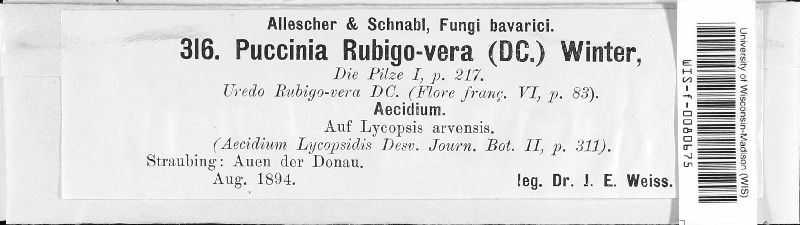 Allescher & Schnabl, Fungi bavarici.
316. Puccinia Rubigo-vera (DC.) Winter,
Die Pilze I, p. 217.
Uredo Rubigo-vera DC. (Flore franç. VI, p. 83).
Aecidium.
Auf Lycopsis arvensis.
(Aecidium Lycopsidis Desv. Journ. Bot. II, p. 311).
Straubing: Auen der Donau.
Aug. 1894. leg. Dr. J. E. Weiss.
University of Wisconsin-Madison (WIS)
WIS-f-0080675